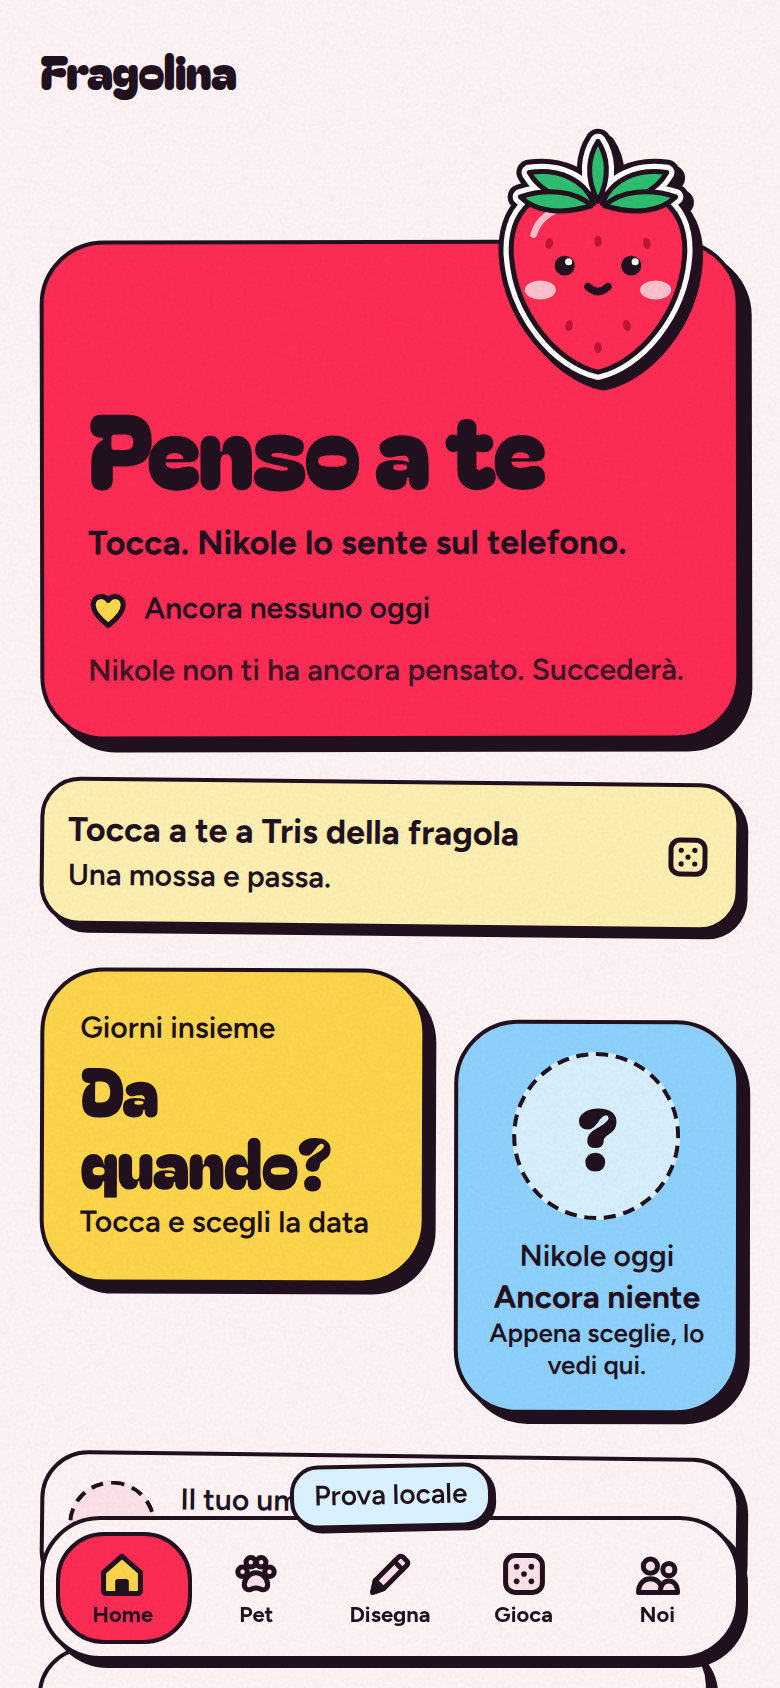 Fragolina
Penso a te
Tocca. Nikole lo sente sul telefono.
Ancora nessuno oggi
Nikole non ti ha ancora pensato. Succederà.
Tocca a te a Tris della fragola
Una mossa e passa.
Giorni insieme
Da
quando?
Tocca e scegli la data
?
Nikole oggi
Ancora niente
Appena sceglie, lo
vedi qui.
Il tuo
Prova locale
Home
Pet
Disegna
Gioca
Noi